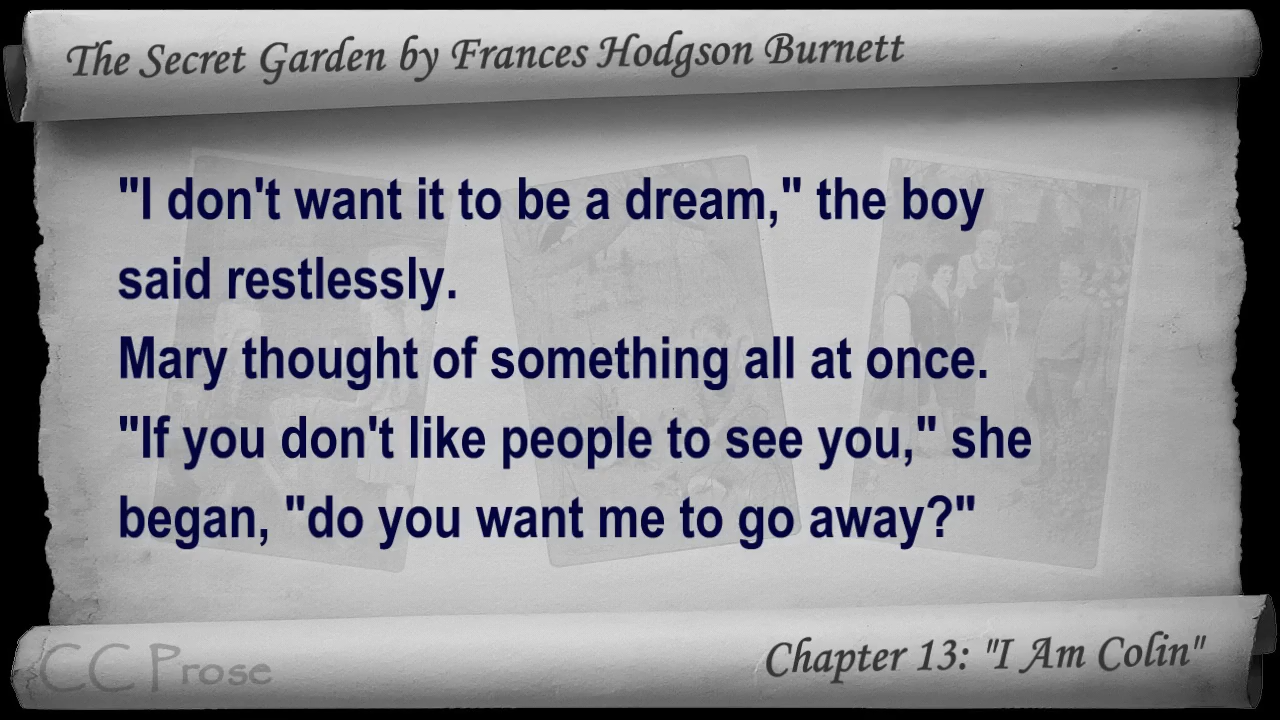 The Secret Garden by Frances Hodgson Burnett
"I don't want it to be a dream," the boy
said restlessly.
Mary thought of something all at once.
"If you don't like people to see you," she
began, "do you want me to go away?"
CC Prose
Chapter 13: "I Am Colin"